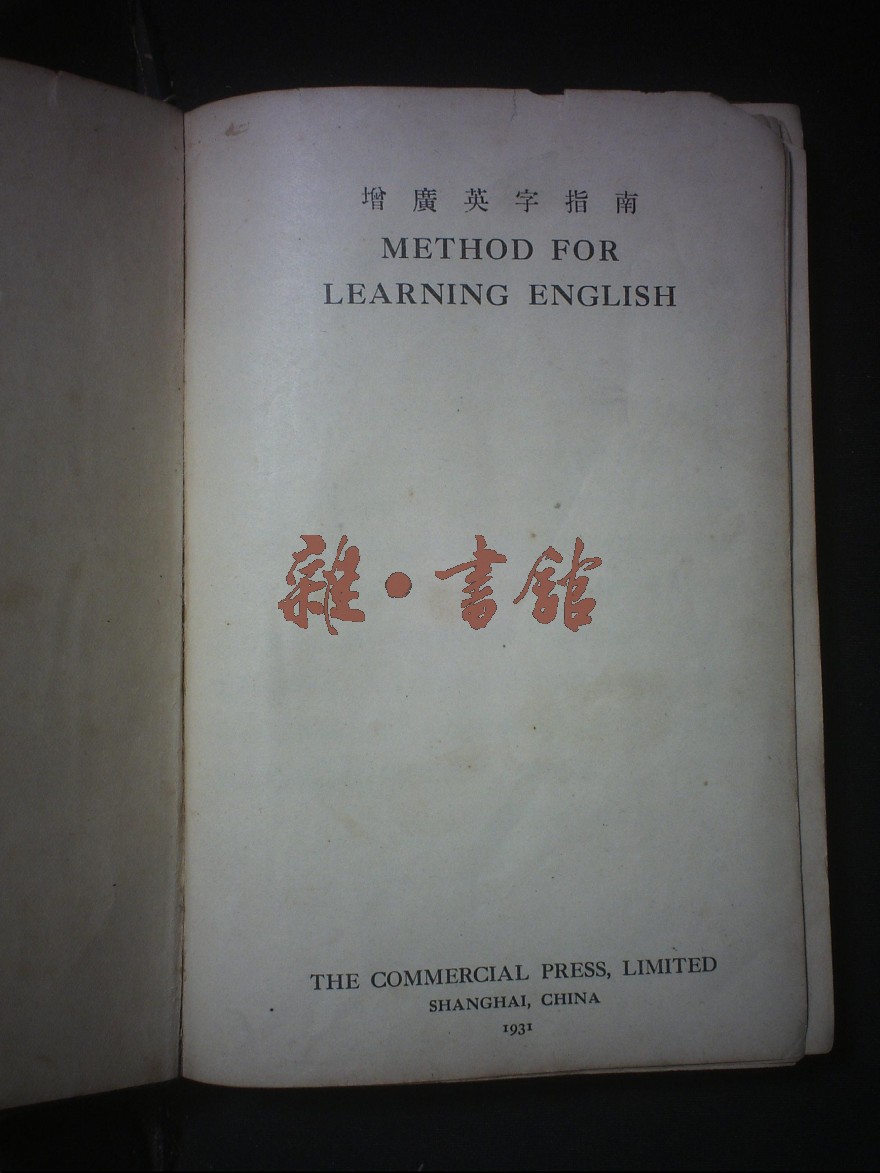 增廣英字指南
METHOD FOR
LEARNING ENGLISH
雜·書館
THE COMMERCIAL PRESS, LIMITED
SHANGHAI, CHINA
1931